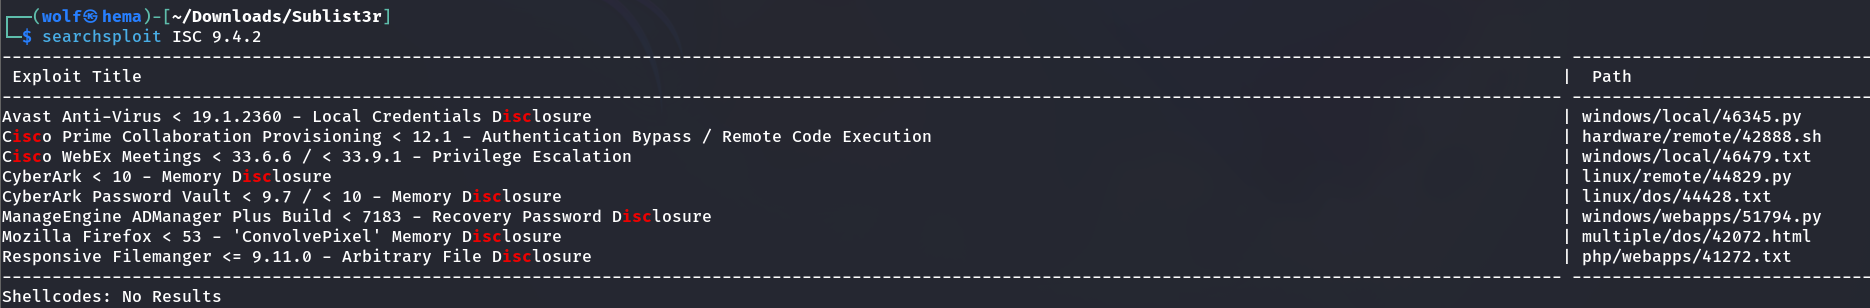 ┌──(wolf㉿hema)-[~/Downloads/Sublist3r]
└─$ searchsploit ISC 9.4.2
Exploit Title | Path
Avast Anti-Virus < 19.1.2360 - Local Credentials Disclosure | windows/local/46345.py
Cisco Prime Collaboration Provisioning < 12.1 - Authentication Bypass / Remote Code Execution | hardware/remote/42888.sh
Cisco WebEx Meetings < 33.6.6 / < 33.9.1 - Privilege Escalation | windows/local/46479.txt
CyberArk < 10 - Memory Disclosure | linux/remote/44829.py
CyberArk Password Vault < 9.7 / < 10 - Memory Disclosure | linux/dos/44428.txt
ManageEngine ADManager Plus Build < 7183 - Recovery Password Disclosure | windows/webapps/51794.py
Mozilla Firefox < 53 - 'ConvolvePixel' Memory Disclosure | multiple/dos/42072.html
Responsive Filemanger <= 9.11.0 - Arbitrary File Disclosure | php/webapps/41272.txt
Shellcodes: No Results